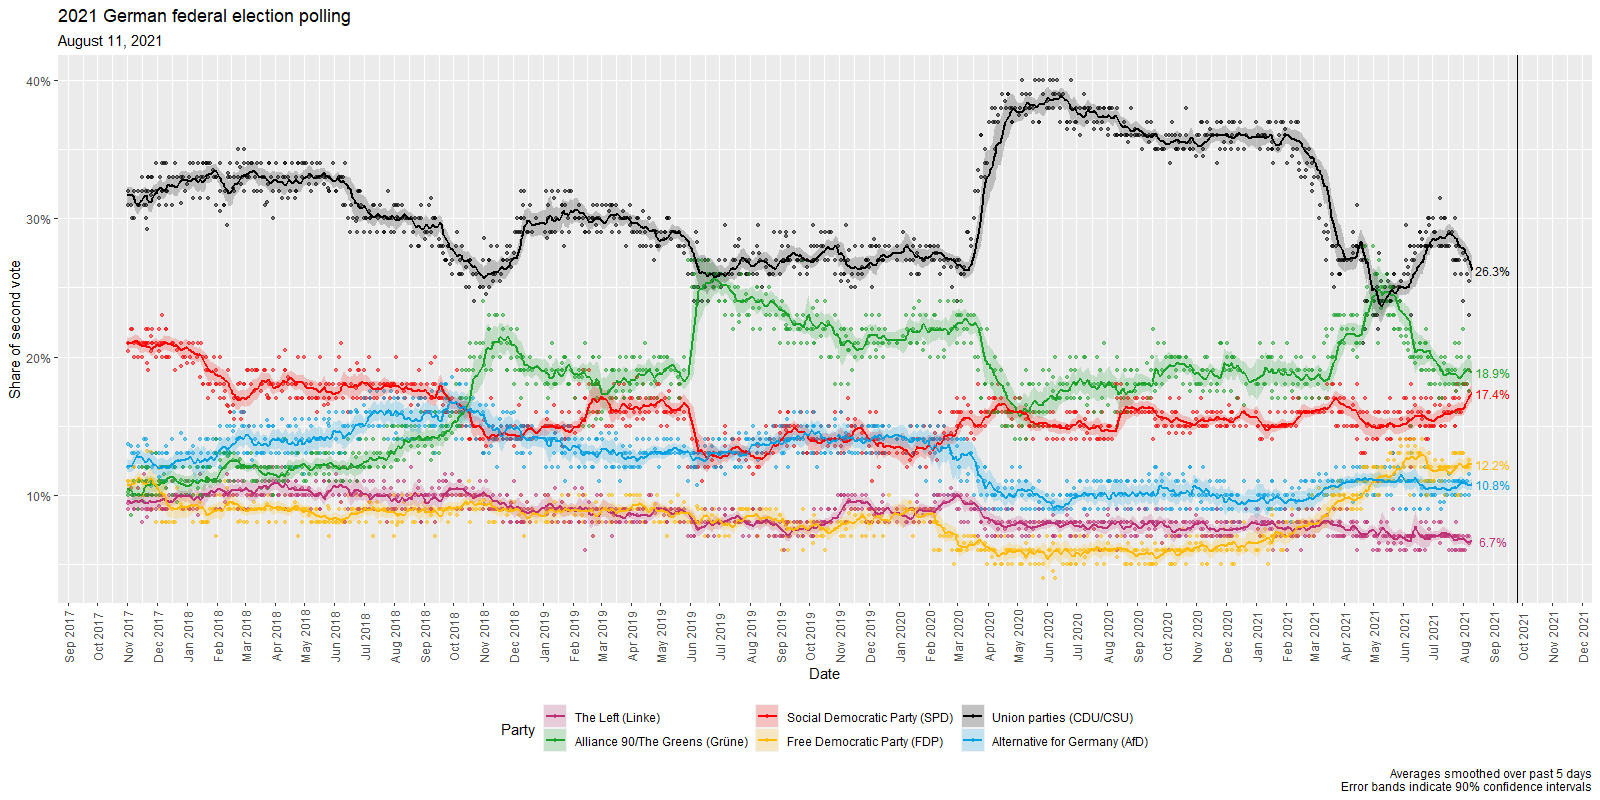 2021 German federal election polling
August 11, 2021
40%
30%
20%
10%
Share of second vote
26.3%
18.9%
17.4%
12.2%
10.8%
6.7%
Sep 2017
Oct 2017
Nov 2017
Dec 2017
Jan 2018
Feb 2018
Mar 2018
Apr 2018
May 2018
Jun 2018
Jul 2018
Aug 2018
Sep 2018
Oct 2018
Nov 2018
Dec 2018
Jan 2019
Feb 2019
Mar 2019
Apr 2019
May 2019
Jun 2019
Jul 2019
Aug 2019
Sep 2019
Oct 2019
Nov 2019
Dec 2019
Jan 2020
Feb 2020
Mar 2020
Apr 2020
May 2020
Jun 2020
Jul 2020
Aug 2020
Sep 2020
Oct 2020
Nov 2020
Dec 2020
Jan 2021
Feb 2021
Mar 2021
Apr 2021
May 2021
Jun 2021
Jul 2021
Aug 2021
Sep 2021
Oct 2021
Nov 2021
Dec 2021
Date
Party
The Left (Linke)
Social Democratic Party (SPD)
Union parties (CDU/CSU)
Alliance 90/The Greens (Grüne)
Free Democratic Party (FDP)
Alternative for Germany (AfD)
Averages smoothed over past 5 days
Error bands indicate 90% confidence intervals